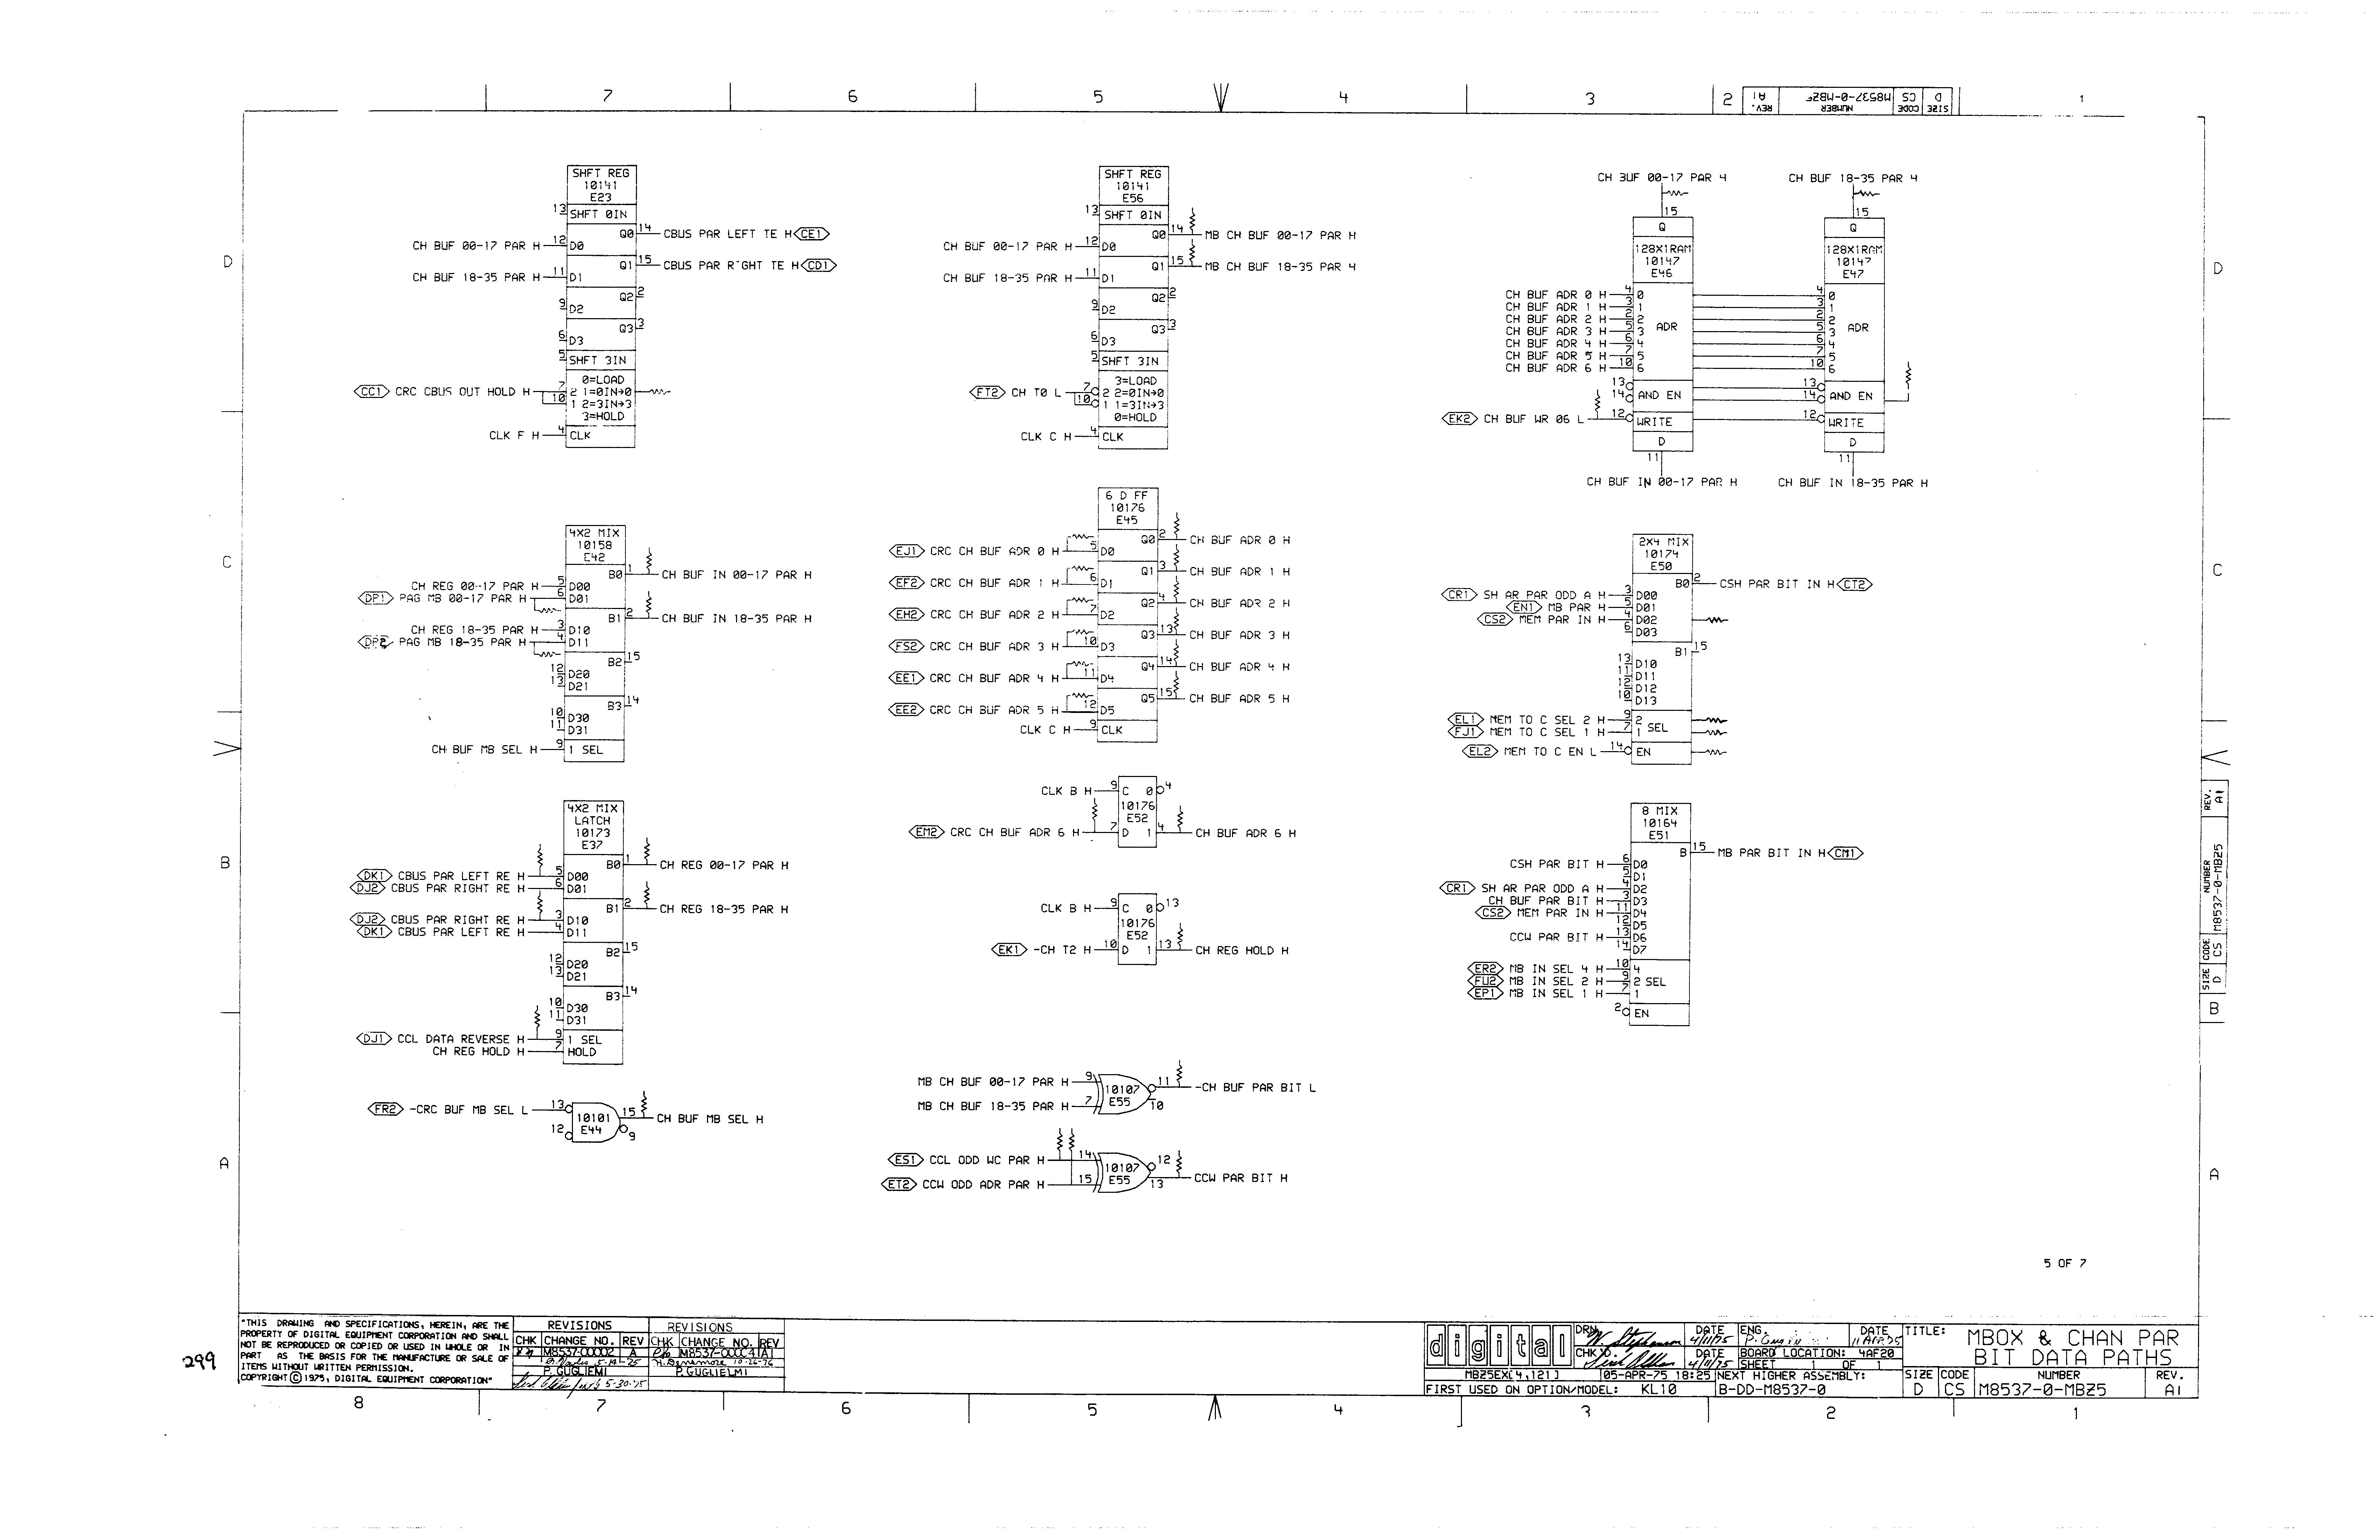 7 6 5 4 3 2 1
REV. A1
NUMBER
SIZE CODE
D CS
D
C
B
A
SHFT REG
10141
E23
13 SHFT 0IN
CH BUF 00-17 PAR H 12 D0
Q0 14 CBUS PAR LEFT TE H CE1
CH BUF 18-35 PAR H 11 D1
Q1 15 CBUS PAR R GHT TE H CD1
9 D2 Q2 2
6 D3 Q3 3
5 SHFT 3IN
0=LOAD
CC1 CRC CBUS OUT HOLD H 7 2 1=0IN→0
10 1 2=3IN→3
3=HOLD
CLK F H 4 CLK
SHFT REG
10141
E56
13 SHFT 0IN
CH BUF 00-17 PAR H 12 D0
Q0 14 MB CH BUF 00-17 PAR H
CH BUF 18-35 PAR H 11 D1
Q1 15 MB CH BUF 18-35 PAR H
9 D2 Q2 2
6 D3 Q3 3
5 SHFT 3IN
3=LOAD
FT2 CH T0 L 7 2 2=0IN→0
10 1 1=3IN→3
0=HOLD
CLK C H 4 CLK
CH BUF 00-17 PAR H CH BUF 18-35 PAR H
15 15
Q Q
128X1RAM 128X1RAM
10147 10147
E46 E47
CH BUF ADR 0 H 4 0 4 0
CH BUF ADR 1 H 3 1 3 1
CH BUF ADR 2 H 2 2 2 2
CH BUF ADR 3 H 5 3 ADR 5 3 ADR
CH BUF ADR 4 H 6 4 6 4
CH BUF ADR 5 H 7 5 7 5
CH BUF ADR 6 H 10 6 10 6
13 13
14 AND EN 14 AND EN
EK2 CH BUF WR 06 L 12 WRITE 12 WRITE
D D
11 11
CH BUF IN 00-17 PAR H CH BUF IN 18-35 PAR H
4X2 MIX
10158
E42
CH REG 00-17 PAR H 5 D00 B0 1 CH BUF IN 00-17 PAR H
DP1 PAG MB 00-17 PAR H 6 D01
CH REG 18-35 PAR H 3 D10 B1 2 CH BUF IN 18-35 PAR H
DP2 PAG MB 18-35 PAR H 4 D11
12 D20 B2 15
13 D21
10 D30 B3 14
11 D31
CH BUF MB SEL H 9 1 SEL
6 D FF
10176
E45
EJ1 CRC CH BUF ADR 0 H 5 D0 Q0 2 CH BUF ADR 0 H
EF2 CRC CH BUF ADR 1 H 6 D1 Q1 3 CH BUF ADR 1 H
EH2 CRC CH BUF ADR 2 H 7 D2 Q2 4 CH BUF ADR 2 H
FS2 CRC CH BUF ADR 3 H 10 D3 Q3 13 CH BUF ADR 3 H
EE1 CRC CH BUF ADR 4 H 11 D4 Q4 14 CH BUF ADR 4 H
EE2 CRC CH BUF ADR 5 H 12 D5 Q5 15 CH BUF ADR 5 H
CLK C H 9 CLK
2X4 MIX
10174
E50
B0 2 CSH PAR BIT IN H CT2
CR1 SH AR PAR ODD A H 3 D00
EN1 MB PAR H 5 D01
CS2 MEM PAR IN H 4 D02
6 D03
B1 15
13 D10
11 D11
12 D12
10 D13
EL1 MEM TO C SEL 2 H 9 2 SEL
FJ1 MEM TO C SEL 1 H 7 1
EL2 MEM TO C EN L 14 EN
4X2 MIX
LATCH
10173
E37
B0 1 CH REG 00-17 PAR H
DK1 CBUS PAR LEFT RE H 5 D00
DJ2 CBUS PAR RIGHT RE H 6 D01
B1 2 CH REG 18-35 PAR H
DJ2 CBUS PAR RIGHT RE H 3 D10
DK1 CBUS PAR LEFT RE H 4 D11
B2 15
12 D20
13 D21
B3 14
10 D30
11 D31
DJ1 CCL DATA REVERSE H 9 1 SEL
CH REG HOLD H 7 HOLD
CLK B H 9 C 0 4
10176
E52
EM2 CRC CH BUF ADR 6 H 7 D 1 4 CH BUF ADR 6 H
CLK B H 9 C 0 13
10176
E52
EK1 -CH T2 H 10 D 1 13 CH REG HOLD H
8 MIX
10164
E51
B 15 MB PAR BIT IN H CM1
CSH PAR BIT H 6 D0
5 D1
CR1 SH AR PAR ODD A H 4 D2
CH BUF PAR BIT H 3 D3
CS2 MEM PAR IN H 11 D4
12 D5
CCW PAR BIT H 13 D6
14 D7
ER2 MB IN SEL 4 H 10 4
FU2 MB IN SEL 2 H 9 2 SEL
EP1 MB IN SEL 1 H 7 1
2 EN
FR2 -CRC BUF MB SEL L 13 10101 15 CH BUF MB SEL H
12 E44 9
MB CH BUF 00-17 PAR H 9 10107 11 -CH BUF PAR BIT L
MB CH BUF 18-35 PAR H 7 E55 10
ES1 CCL ODD WC PAR H 14 10107 12
ET2 CCW ODD ADR PAR H 15 E55 13 CCW PAR BIT H
5 OF 7
REV. A1
NUMBER M8537-0-MBZ5
SIZE CODE
D CS
299
"THIS DRAWING AND SPECIFICATIONS, HEREIN, ARE THE
PROPERTY OF DIGITAL EQUIPMENT CORPORATION AND SHALL
NOT BE REPRODUCED OR COPIED OR USED IN WHOLE OR IN
PART AS THE BASIS FOR THE MANUFACTURE OR SALE OF
ITEMS WITHOUT WRITTEN PERMISSION.
COPYRIGHT © 1975, DIGITAL EQUIPMENT CORPORATION"
REVISIONS REVISIONS
CHK CHANGE NO. REV CHK CHANGE NO. REV
M8537-00002 A A1
P. GUGLIEMI P. GUGLIELMI
5-30-75 10-26-76
digital
DRN. W. Stephenson DATE 4/11/75 ENG. DATE 11 APR 75
CHK'D. DATE 4/11/75 BOARD LOCATION: 4AF20
SHEET 1 OF 1
MBZ5EX[4,121] 05-APR-75 18:25 NEXT HIGHER ASSEMBLY:
FIRST USED ON OPTION/MODEL: KL10 B-DD-M8537-0
TITLE: MBOX & CHAN PAR
BIT DATA PATHS
SIZE CODE NUMBER REV.
D CS M8537-0-MBZ5 A1
8 7 6 5 4 3 2 1